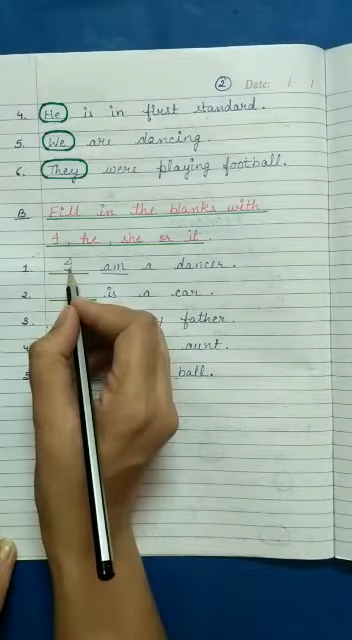 ② Date: / /
4. He is in first standard.
5. We are dancing.
6. They were playing football.
B Fill in the blanks with
I, he, she or it.
1. I am a dancer.
2. is a car.
3. father.
4 aunt.
5 ball.